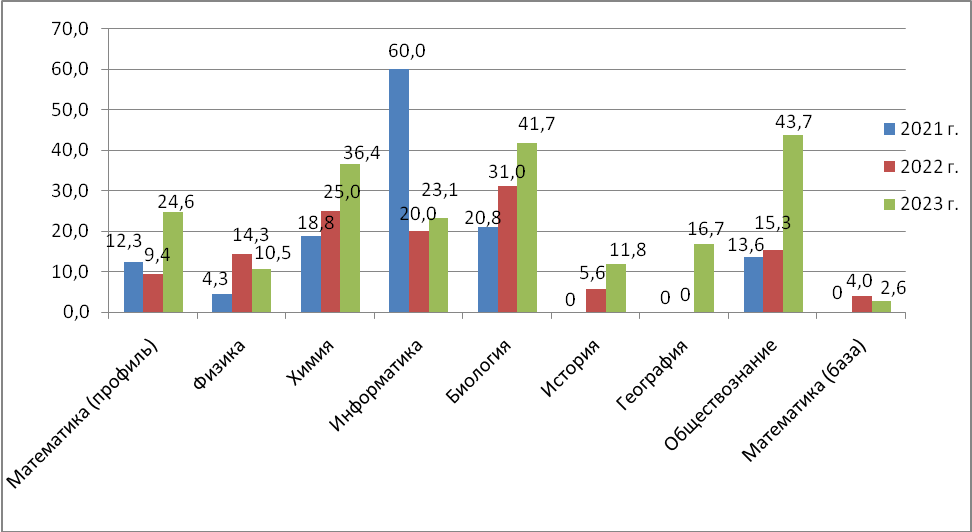 70,0
60,0
50,0
40,0
30,0
20,0
10,0
0,0
12,3
9,4
24,6
4,3
14,3
10,5
18,8
25,0
36,4
60,0
20,0
23,1
20,8
31,0
41,7
0
5,6
11,8
0
0
16,7
13,6
15,3
43,7
0
4,0
2,6
Математика (профиль)
Физика
Химия
Информатика
Биология
История
География
Обществознание
Математика (база)
2021 г.
2022 г.
2023 г.